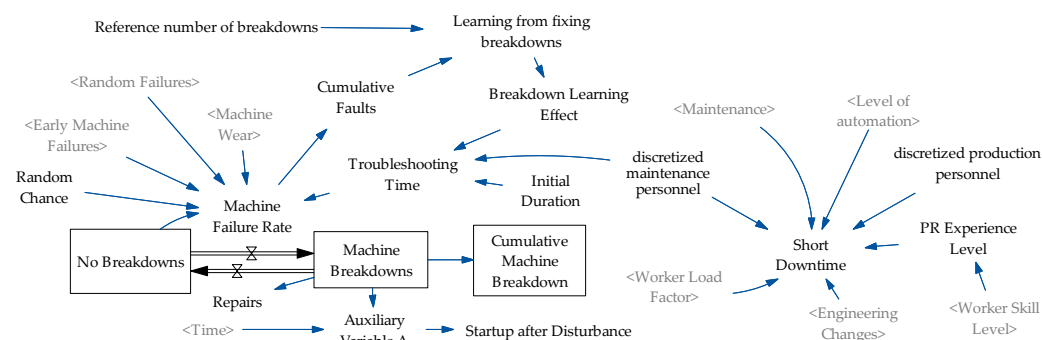 Reference number of breakdowns
Learning from fixing
breakdowns
<Random Failures>
Cumulative
Faults
Breakdown Learning
Effect
<Early Machine
Failures>
<Machine
Wear>
<Maintenance>
<Level of
automation>
Random
Chance
Troubleshooting
Time
discretized
maintenance
personnel
discretized production
personnel
Initial
Duration
Machine
Failure Rate
No Breakdowns
Machine
Breakdowns
Cumulative
Machine
Breakdown
Short
Downtime
PR Experience
Level
Repairs
<Worker Load
Factor>
<Engineering
Changes>
<Worker Skill
Level>
<Time>
Auxiliary
Variable A
Startup after Disturbance